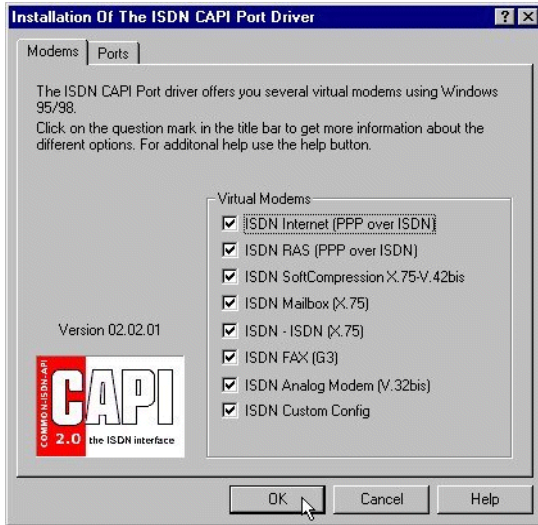 Installation Of The ISDN CAPI Port Driver
Modems
Ports
The ISDN CAPI Port driver offers you several virtual modems using Windows
95/98.
Click on the question mark in the title bar to get more information about the
different options. For additonal help use the help button.
Virtual Modems
ISDN Internet (PPP over ISDN)
ISDN RAS (PPP over ISDN)
ISDN SoftCompression X.75-V.42bis
ISDN Mailbox (X.75)
ISDN - ISDN (X.75)
ISDN FAX (G3)
ISDN Analog Modem (V.32bis)
ISDN Custom Config
Version 02.02.01
COMMON-ISDN-API
CAPI
2.0 the ISDN interface
OK
Cancel
Help